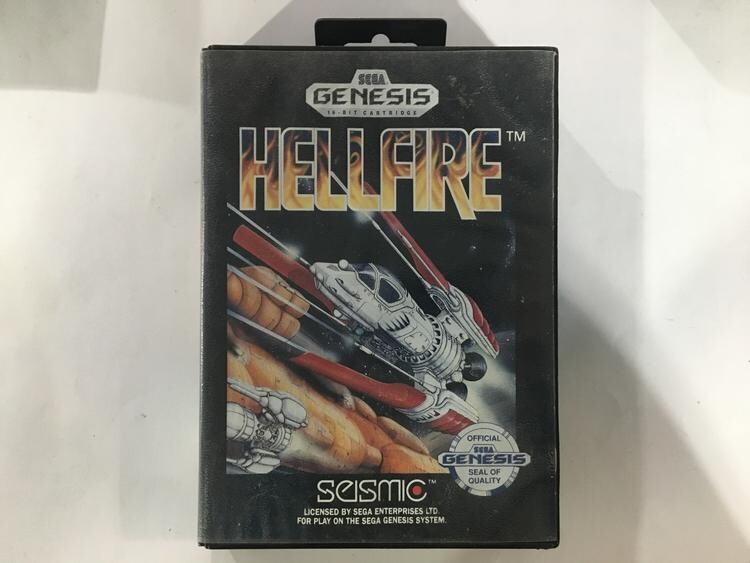 SEGA
GENESIS
16-BIT CARTRIDGE
HELLFIRE™
OFFICIAL
SEGA
GENESIS
SEAL OF
QUALITY
SEISMIC™
LICENSED BY SEGA ENTERPRISES LTD.
FOR PLAY ON THE SEGA GENESIS SYSTEM.